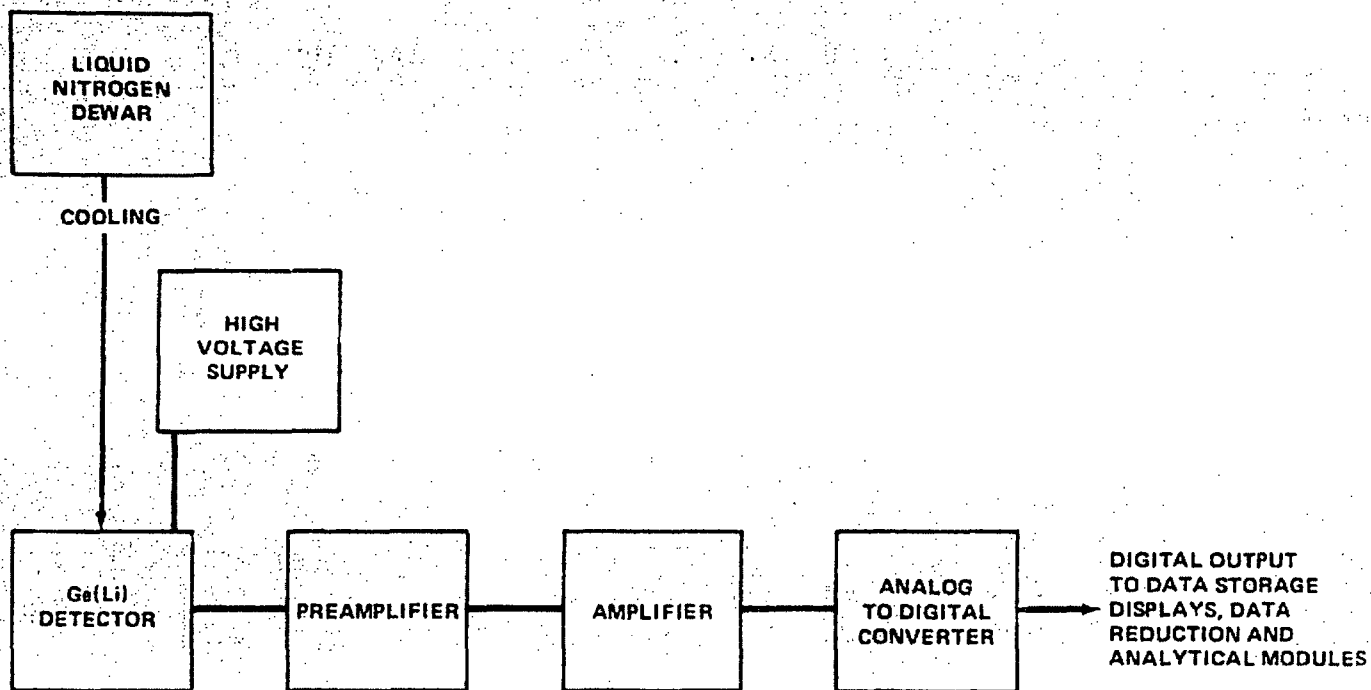 LIQUID
NITROGEN
DEWAR
COOLING
HIGH
VOLTAGE
SUPPLY
Ge(Li)
DETECTOR
PREAMPLIFIER
AMPLIFIER
ANALOG
TO DIGITAL
CONVERTER
DIGITAL OUTPUT
TO DATA STORAGE
DISPLAYS, DATA
REDUCTION AND
ANALYTICAL MODULES